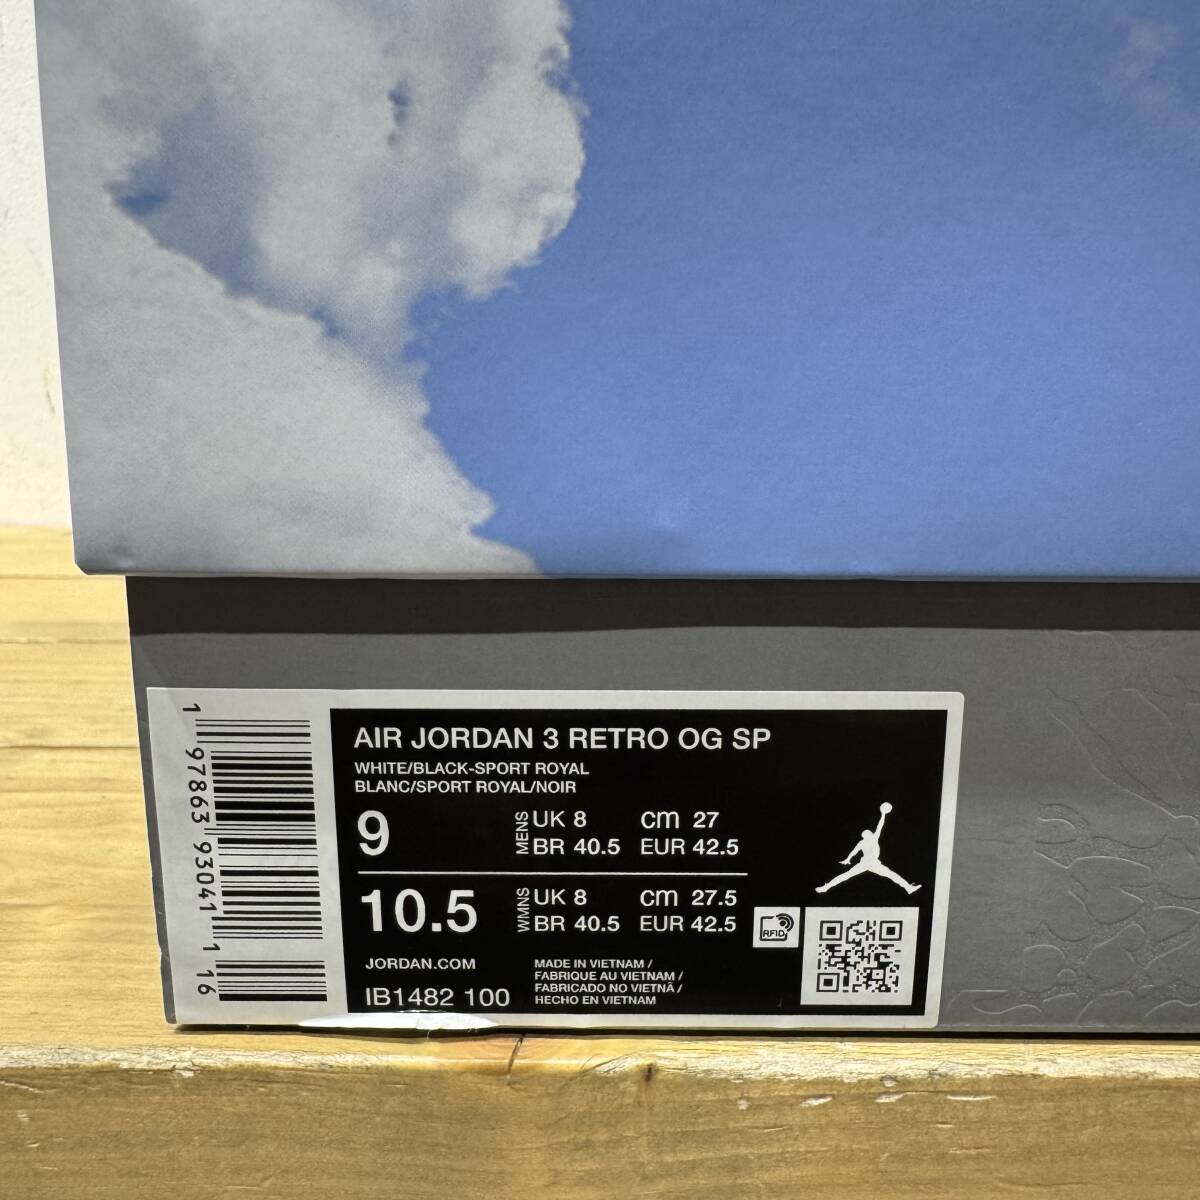 AIR JORDAN 3 RETRO OG SP
WHITE/BLACK-SPORT ROYAL
BLANC/SPORT ROYAL/NOIR
9 MENS UK 8 cm 27
BR 40.5 EUR 42.5
10.5 WMNS UK 8 cm 27.5
BR 40.5 EUR 42.5
RFID
JORDAN.COM
IB1482 100
MADE IN VIETNAM /
FABRIQUE AU VIETNAM /
FABRICADO NO VIETNÃ /
HECHO EN VIETNAM
1 97863 93041 1 16